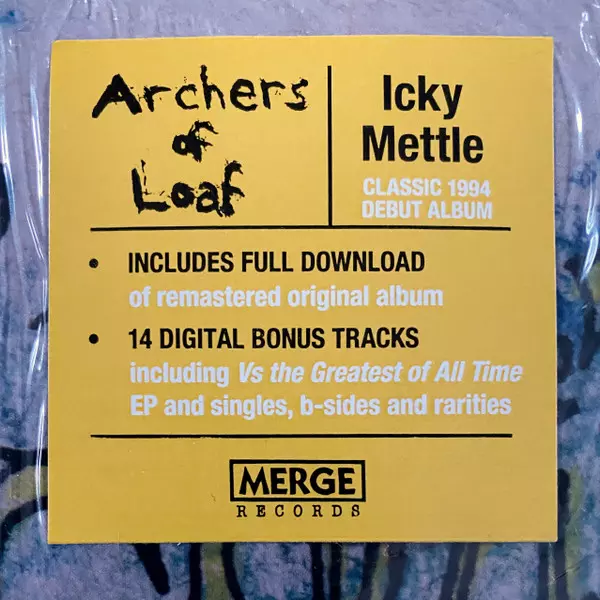 Archers
of
Loaf
Icky
Mettle
CLASSIC 1994
DEBUT ALBUM
• INCLUDES FULL DOWNLOAD
of remastered original album
• 14 DIGITAL BONUS TRACKS
including Vs the Greatest of All Time
EP and singles, b-sides and rarities
MERGE
RECORDS